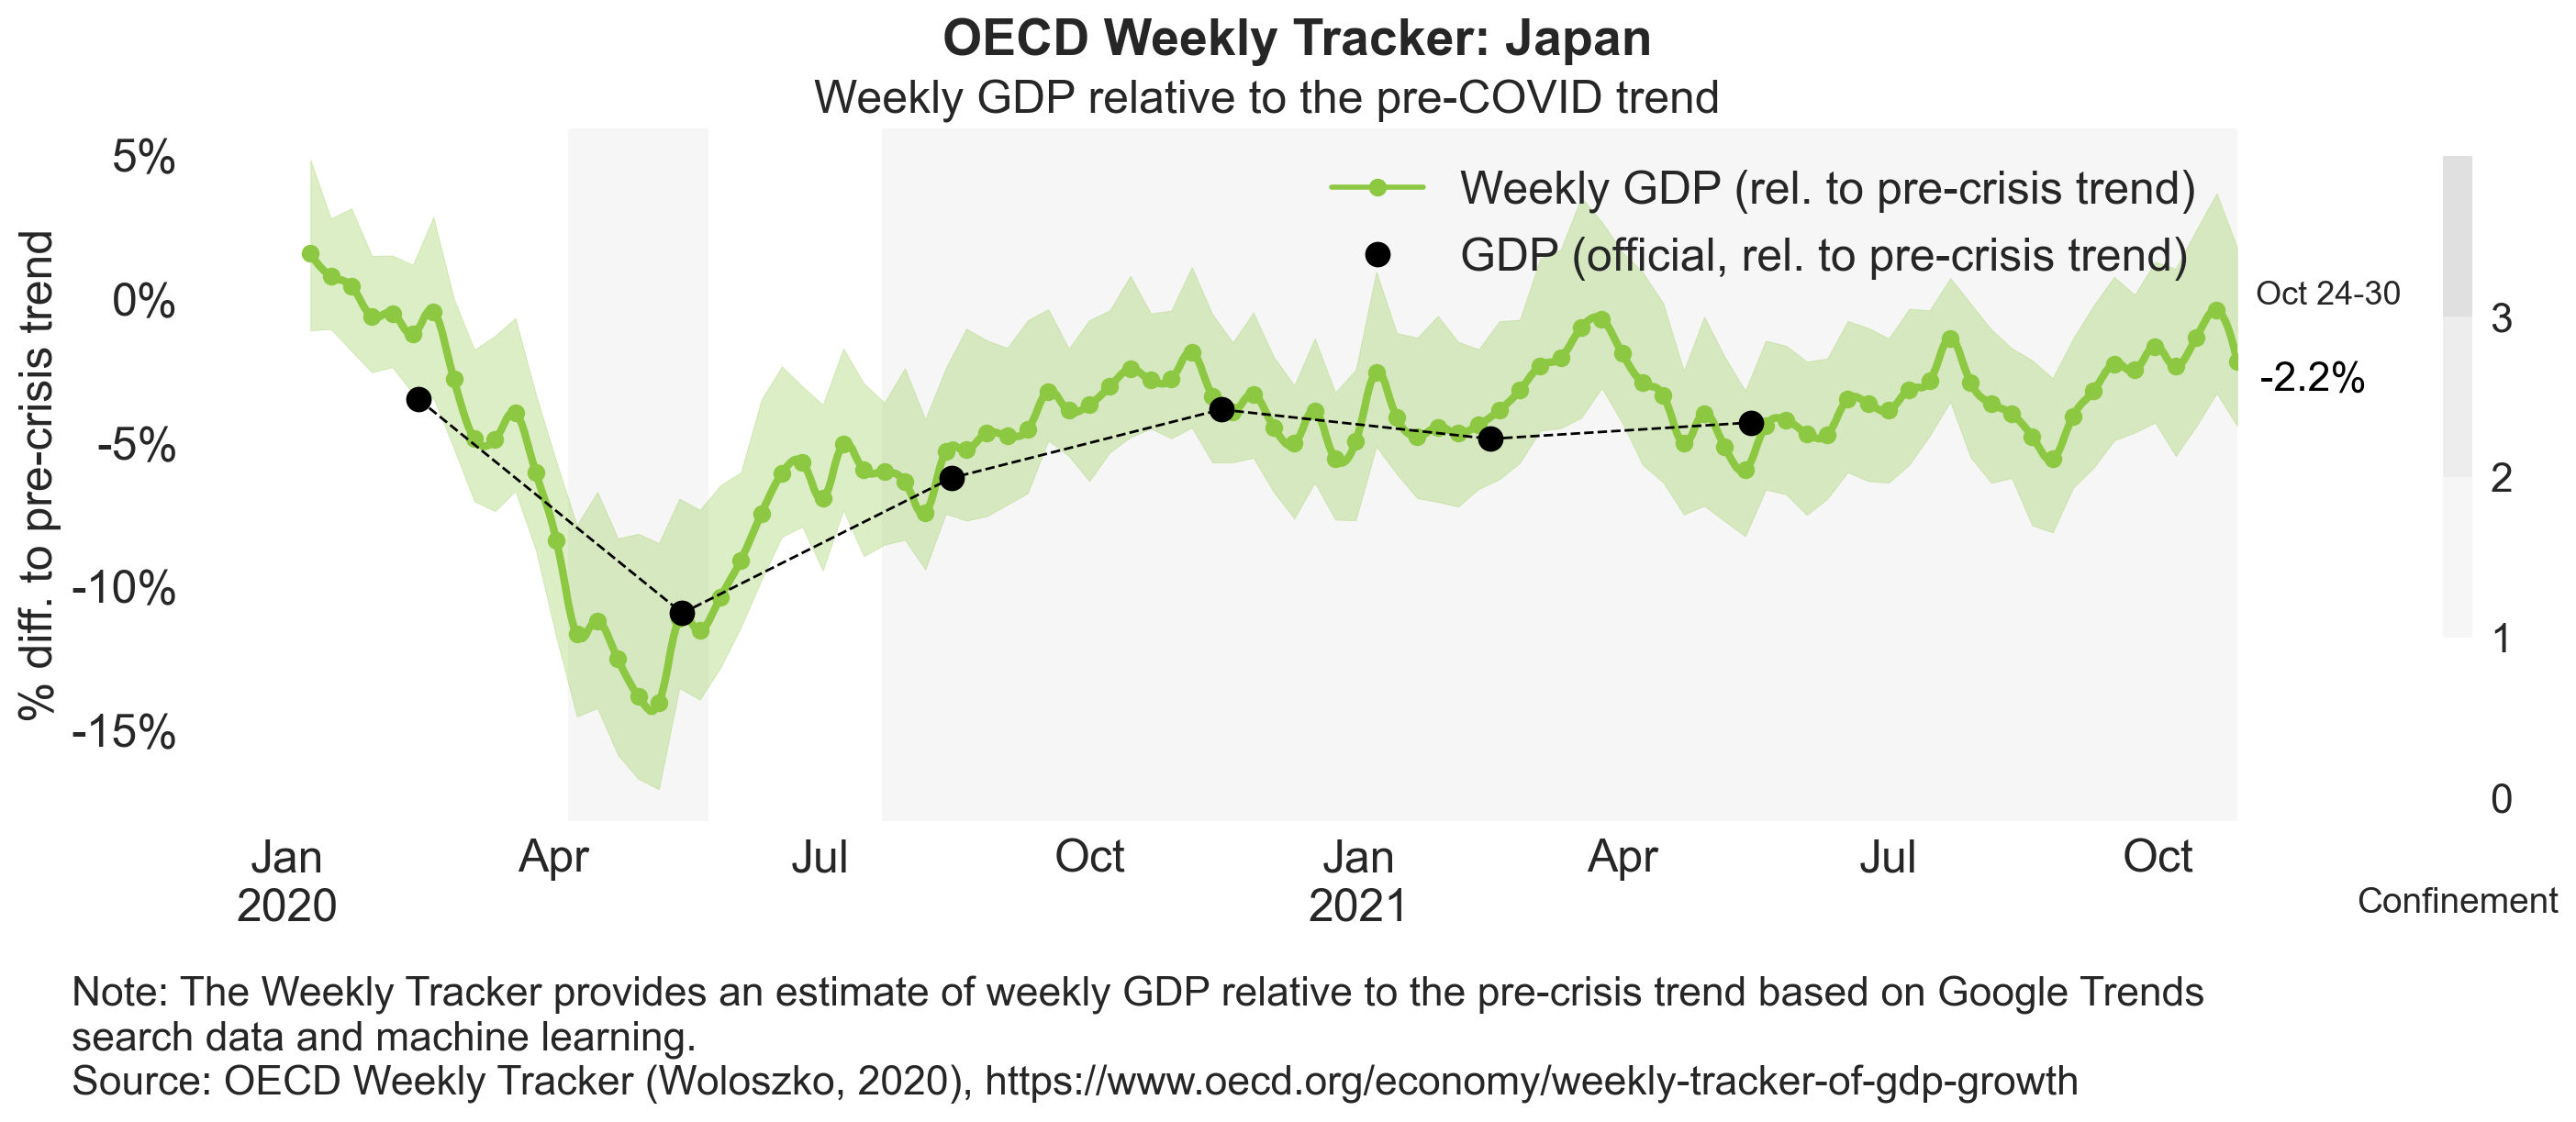 OECD Weekly Tracker: Japan
Weekly GDP relative to the pre-COVID trend
% diff. to pre-crisis trend
5%
0%
-5%
-10%
-15%
Weekly GDP (rel. to pre-crisis trend)
GDP (official, rel. to pre-crisis trend)
Oct 24-30
-2.2%
3
2
1
0
Confinement
Jan
2020
Apr
Jul
Oct
Jan
2021
Apr
Jul
Oct
Note: The Weekly Tracker provides an estimate of weekly GDP relative to the pre-crisis trend based on Google Trends
search data and machine learning.
Source: OECD Weekly Tracker (Woloszko, 2020), https://www.oecd.org/economy/weekly-tracker-of-gdp-growth